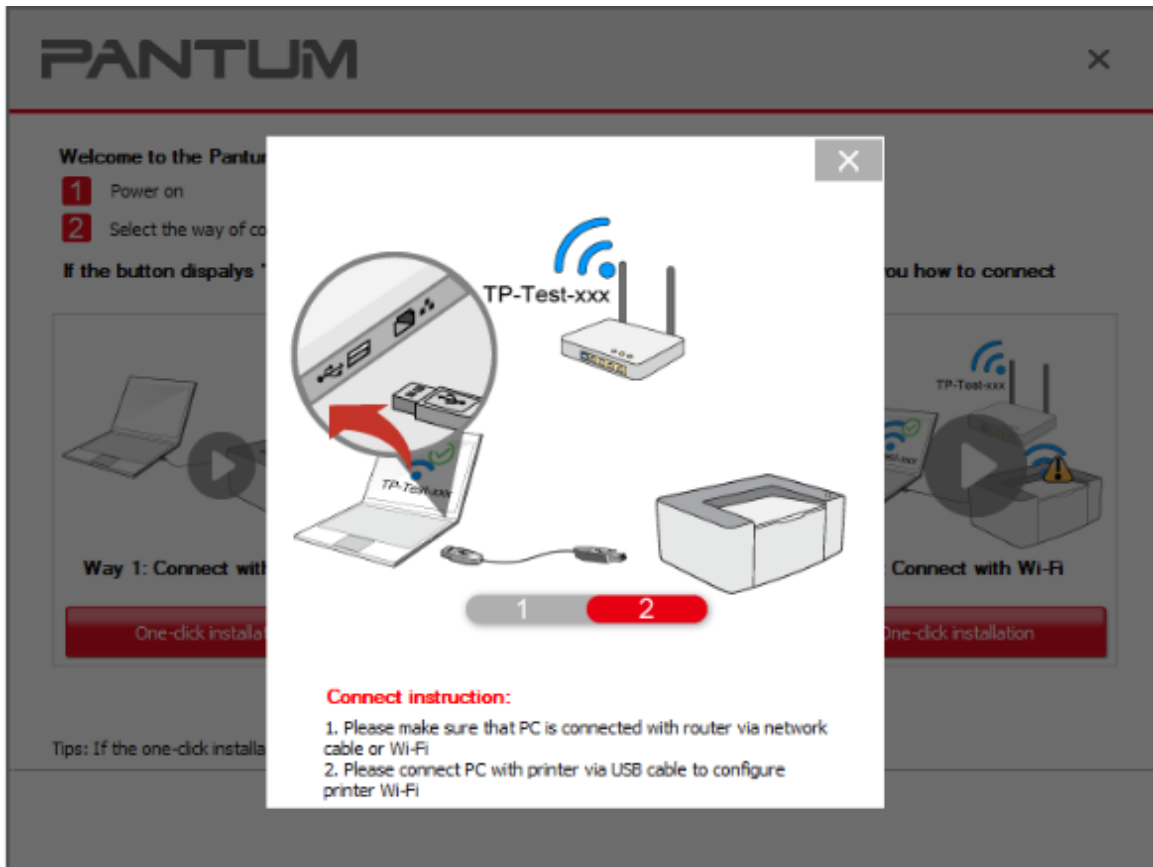 PANTUM
Welcome to the Pantum
1 Power on
2 Select the way of co
If the button dispalys
you how to connect
TP-Test-xxx
TP-Test-xxx
TP-Test-xxx
Way 1: Connect with
Connect with Wi-Fi
1 2
One-click installat
One-click installation
Connect instruction:
1. Please make sure that PC is connected with router via network
cable or Wi-Fi
2. Please connect PC with printer via USB cable to configure
printer Wi-Fi
Tips: If the one-click installa